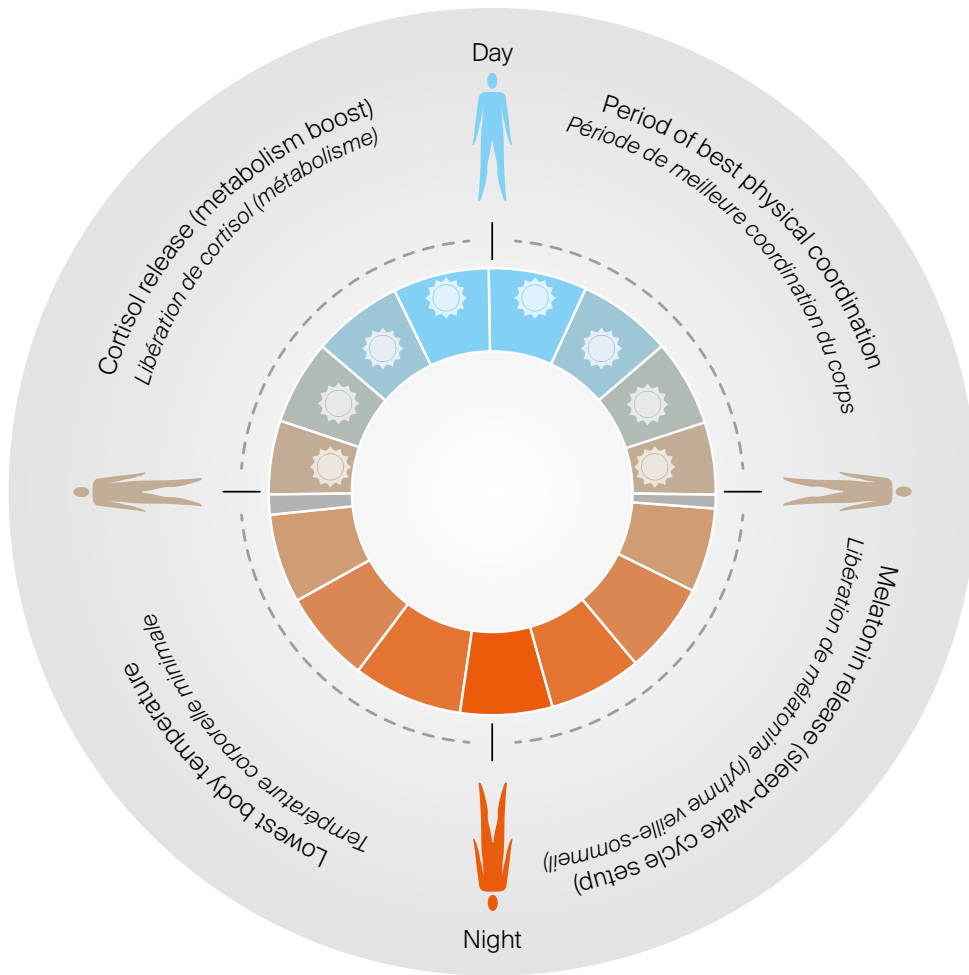 Day
Cortisol release (metabolism boost)
Libération de cortisol (métabolisme)
Period of best physical coordination
Période de meilleure coordination du corps
Melatonin release (sleep-wake cycle setup)
Libération de mélatonine (rythme veille-sommeil)
Lowest body temperature
Température corporelle minimale
Night